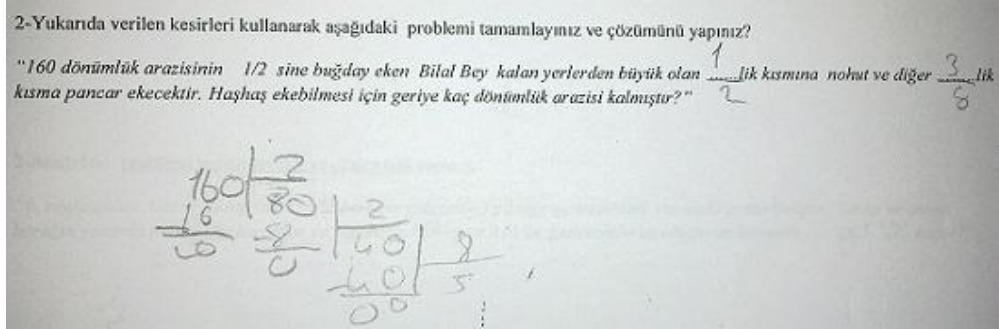 2-Yukarıda verilen kesirleri kullanarak aşağıdaki problemi tamamlayınız ve çözümünü yapınız?
"160 dönümlük arazisinin 1/2 sine buğday eken Bilal Bey kalan yerlerden büyük olan 1/2 lik kısmına nohut ve diğer 3/8 lik
kısma pancar ekecektir. Haşhaş ekebilmesi için geriye kaç dönümlük arazisi kalmıştır?"
160 | 2
16 | 80 | 2
0 | 8 | 40 | 8
0 | 40 | 5
00